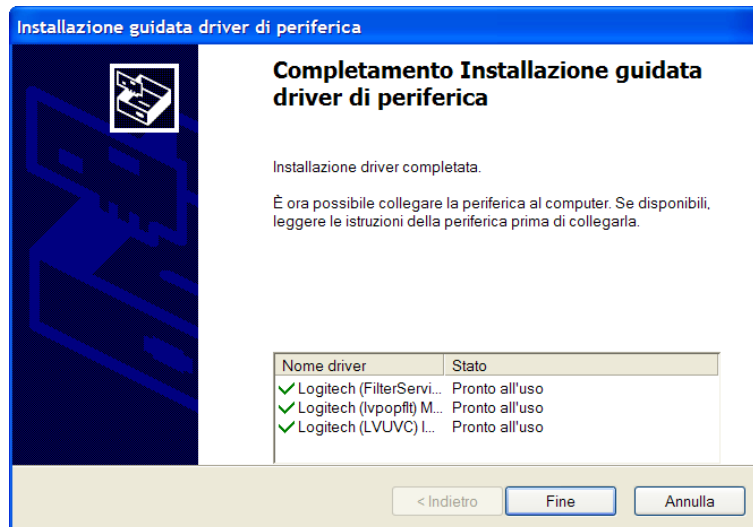 Installazione guidata driver di periferica
Completamento Installazione guidata
driver di periferica
Installazione driver completata.
È ora possibile collegare la periferica al computer. Se disponibili,
leggere le istruzioni della periferica prima di collegarla.
Nome driver Stato
Logitech (FilterServi... Pronto all'uso
Logitech (lvpopflt) M... Pronto all'uso
Logitech (LVUVC) I... Pronto all'uso
< Indietro Fine Annulla